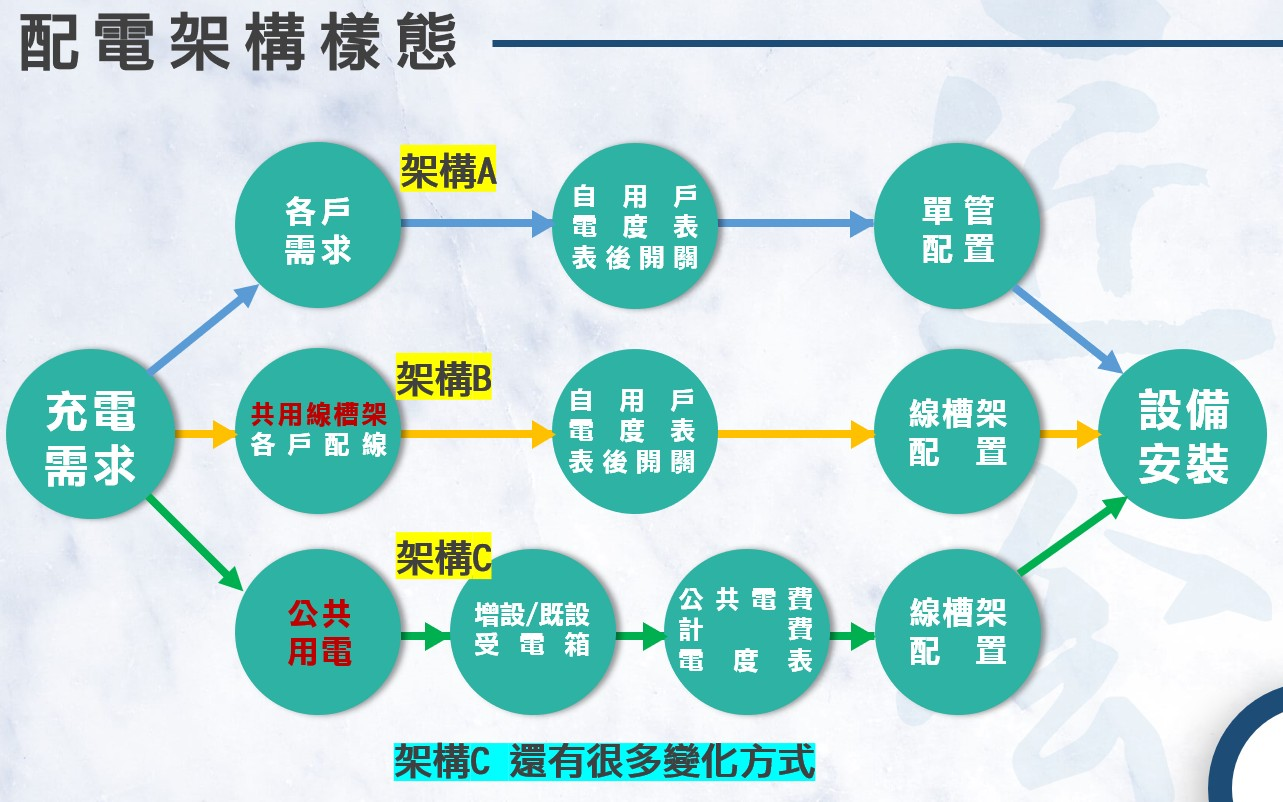 配電架構樣態
架構A
各戶
需求
自用戶
電度表
表後開關
單管
配置
充電
需求
架構B
共用線槽架
各戶配線
自用戶
電度表
表後開關
線槽架
配置
設備
安裝
架構C
公共
用電
增設/既設
受電箱
公共電費
計費
電度表
線槽架
配置
架構C 還有很多變化方式